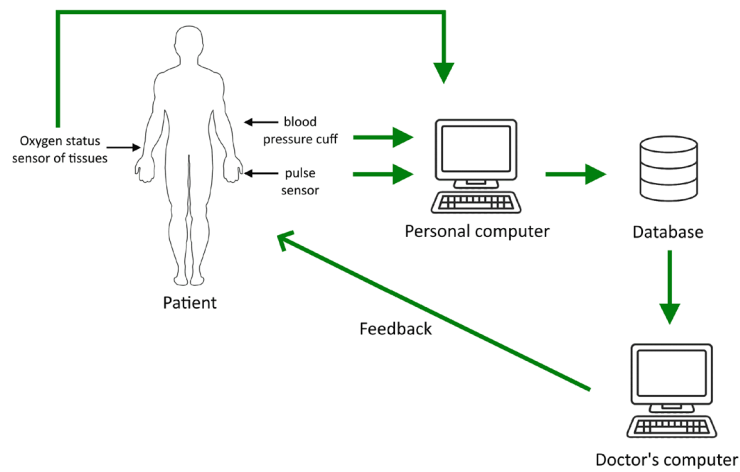 Oxygen status
sensor of tissues
blood
pressure cuff
pulse
sensor
Patient
Personal computer
Database
Feedback
Doctor's computer